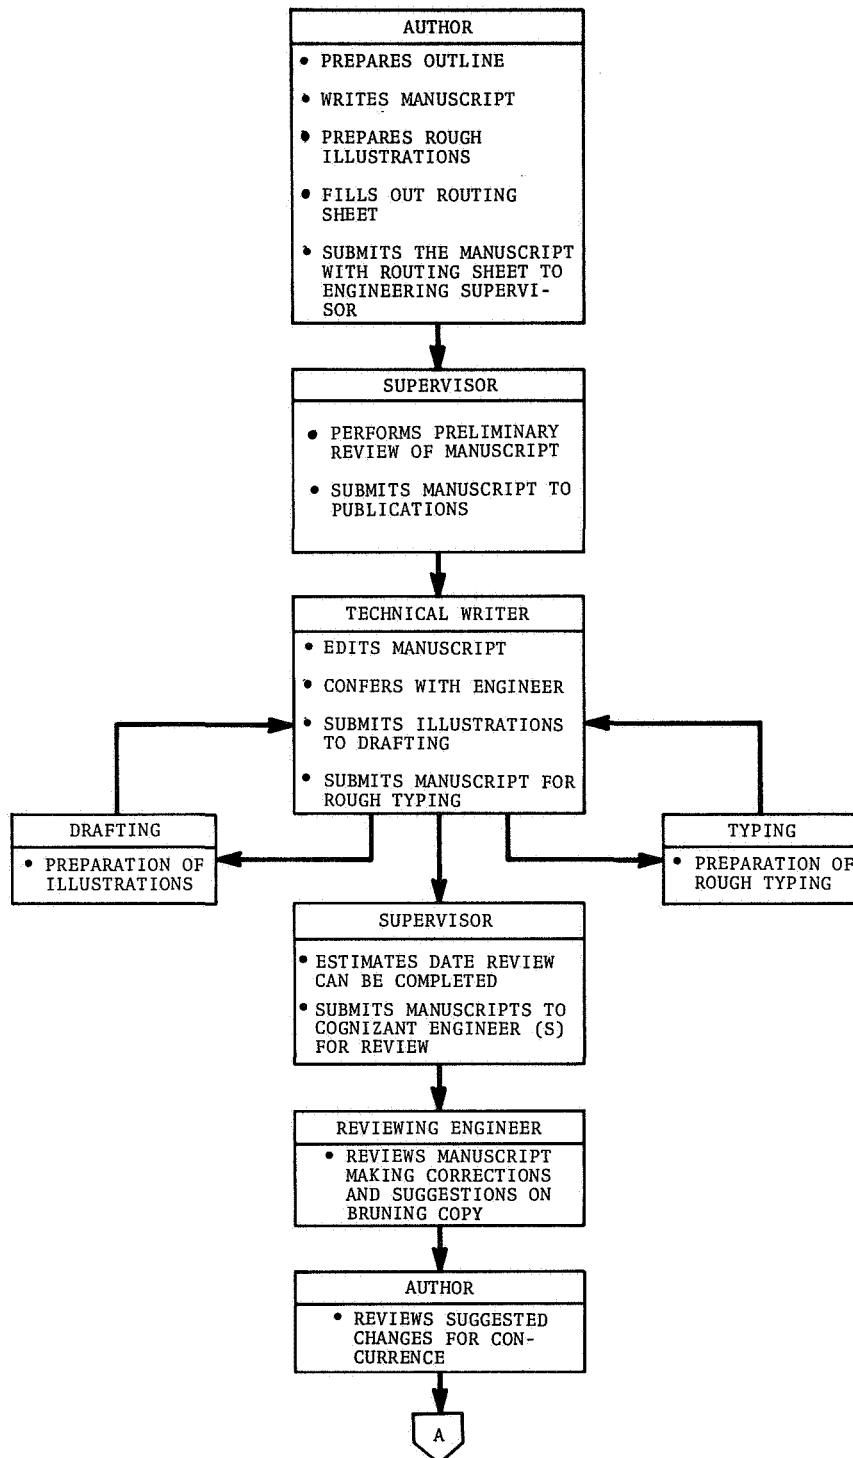 AUTHOR
• PREPARES OUTLINE
• WRITES MANUSCRIPT
• PREPARES ROUGH
ILLUSTRATIONS
• FILLS OUT ROUTING
SHEET
• SUBMITS THE MANUSCRIPT
WITH ROUTING SHEET TO
ENGINEERING SUPERVI-
SOR
SUPERVISOR
• PERFORMS PRELIMINARY
REVIEW OF MANUSCRIPT
• SUBMITS MANUSCRIPT TO
PUBLICATIONS
TECHNICAL WRITER
• EDITS MANUSCRIPT
• CONFERS WITH ENGINEER
• SUBMITS ILLUSTRATIONS
TO DRAFTING
• SUBMITS MANUSCRIPT FOR
ROUGH TYPING
DRAFTING
• PREPARATION OF
ILLUSTRATIONS
TYPING
• PREPARATION OF
ROUGH TYPING
SUPERVISOR
• ESTIMATES DATE REVIEW
CAN BE COMPLETED
• SUBMITS MANUSCRIPTS TO
COGNIZANT ENGINEER (S)
FOR REVIEW
REVIEWING ENGINEER
• REVIEWS MANUSCRIPT
MAKING CORRECTIONS
AND SUGGESTIONS ON
BRUNING COPY
AUTHOR
• REVIEWS SUGGESTED
CHANGES FOR CON-
CURRENCE
A